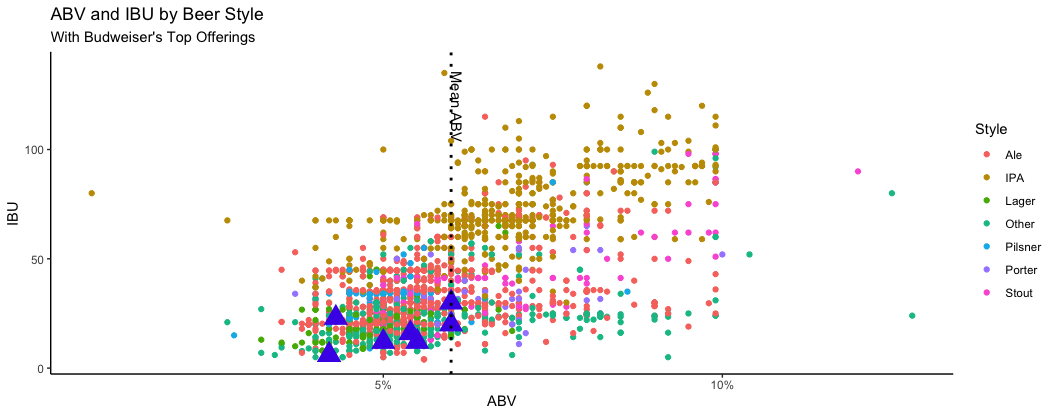 ABV and IBU by Beer Style
With Budweiser's Top Offerings
Mean ABV
IBU
100
50
0
5%
10%
ABV
Style
Ale
IPA
Lager
Other
Pilsner
Porter
Stout